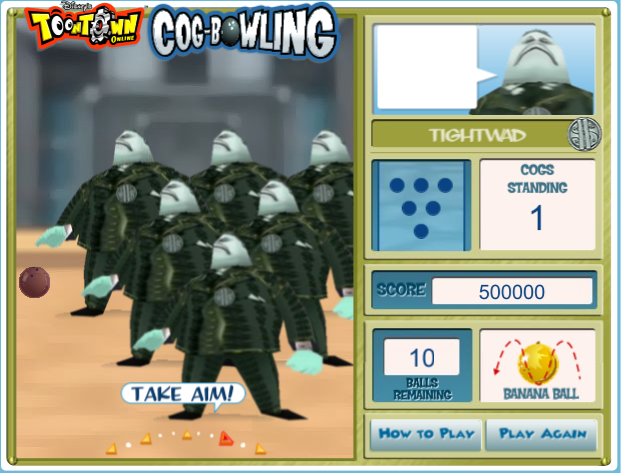 Disney's
TOONTOWN
ONLINE
COG-BOWLING
TIGHTWAD
COGS
STANDING
1
SCORE
500000
10
BALLS
REMAINING
BANANA BALL
TAKE AIM!
HOW TO PLAY
PLAY AGAIN